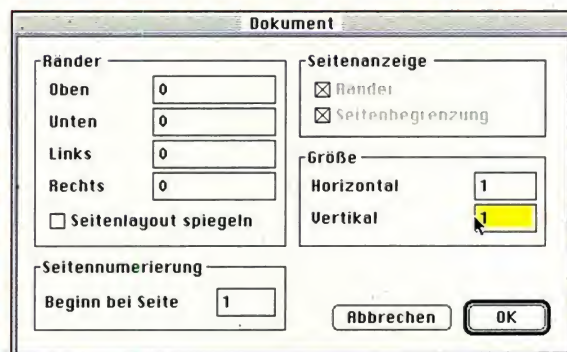 Dokument
Ränder
Oben 0
Unten 0
Links 0
Rechts 0
Seitenlayout spiegeln
Seitenanzeige
Ränder
Seitenbegrenzung
Größe
Horizontal 1
Vertikal 1
Seitennumerierung
Beginn bei Seite 1
Abbrechen OK